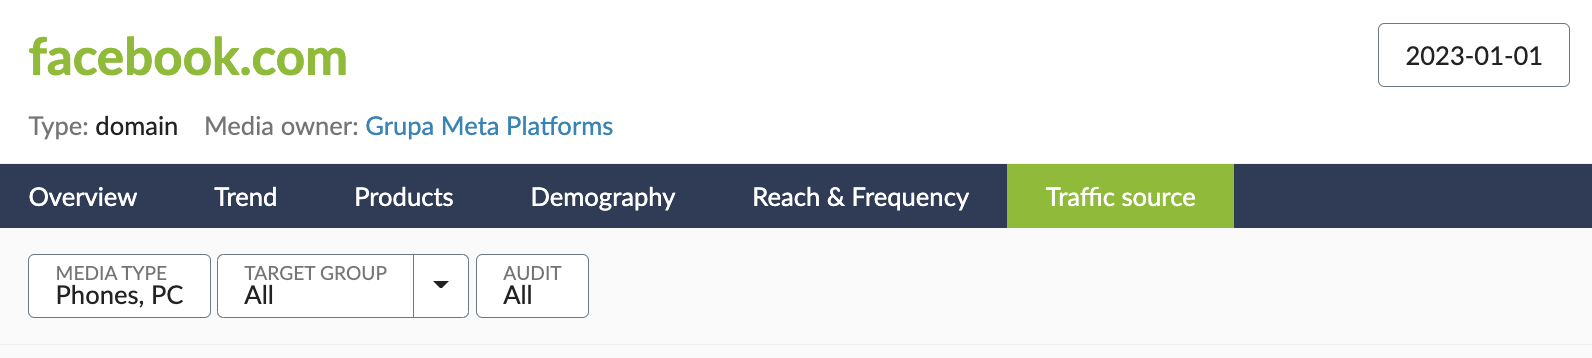 facebook.com
2023-01-01
Type: domain Media owner: Grupa Meta Platforms
Overview Trend Products Demography Reach & Frequency Traffic source
MEDIA TYPE TARGET GROUP AUDIT
Phones, PC All All